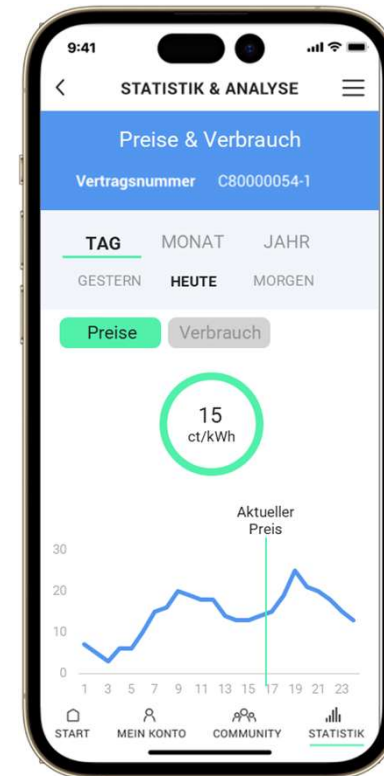 9:41
STATISTIK & ANALYSE
Preise & Verbrauch
Vertragsnummer C80000054-1
TAG MONAT JAHR
GESTERN HEUTE MORGEN
Preise Verbrauch
15
ct/kWh
Aktueller
Preis
30
20
10
0
1 3 5 7 9 11 13 15 17 19 21 23
START MEIN KONTO COMMUNITY STATISTIK